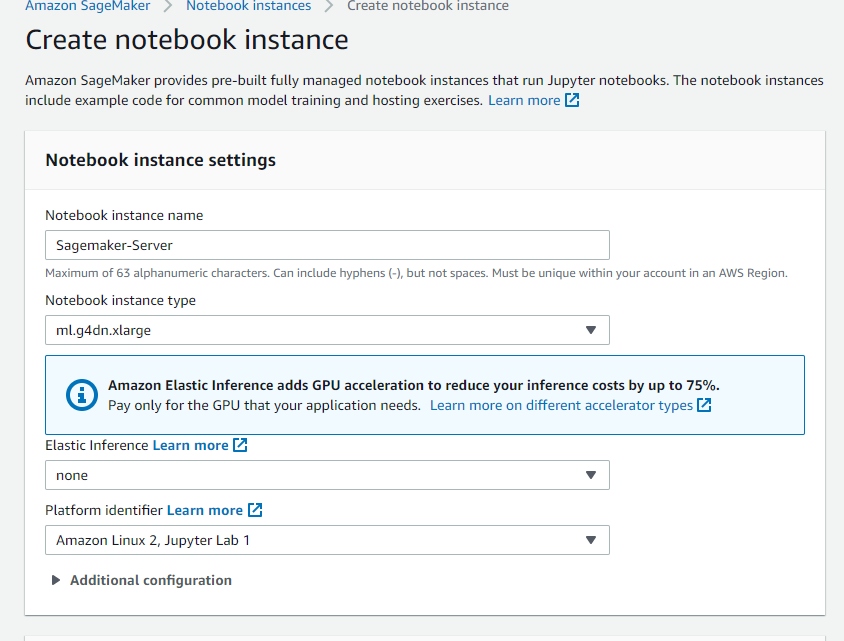 Amazon SageMaker > Notebook instances > Create notebook instance
Create notebook instance
Amazon SageMaker provides pre-built fully managed notebook instances that run Jupyter notebooks. The notebook instances
include example code for common model training and hosting exercises. Learn more
Notebook instance settings
Notebook instance name
Sagemaker-Server
Maximum of 63 alphanumeric characters. Can include hyphens (-), but not spaces. Must be unique within your account in an AWS Region.
Notebook instance type
ml.g4dn.xlarge
Amazon Elastic Inference adds GPU acceleration to reduce your inference costs by up to 75%.
Pay only for the GPU that your application needs. Learn more on different accelerator types
Elastic Inference Learn more
none
Platform identifier Learn more
Amazon Linux 2, Jupyter Lab 1
Additional configuration